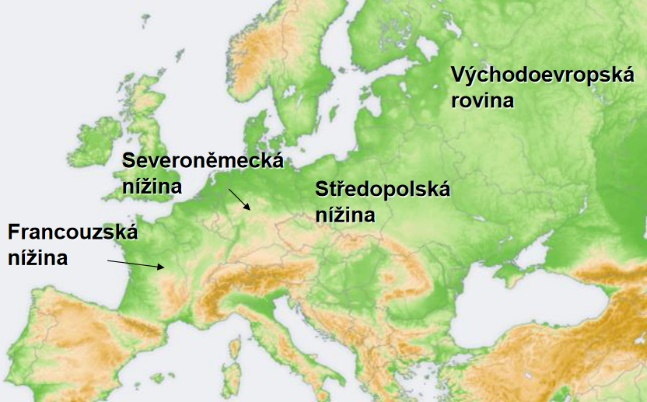 Východoevropská
rovina
Severoněmecká
nížina
Středopolská
nížina
Francouzská
nížina